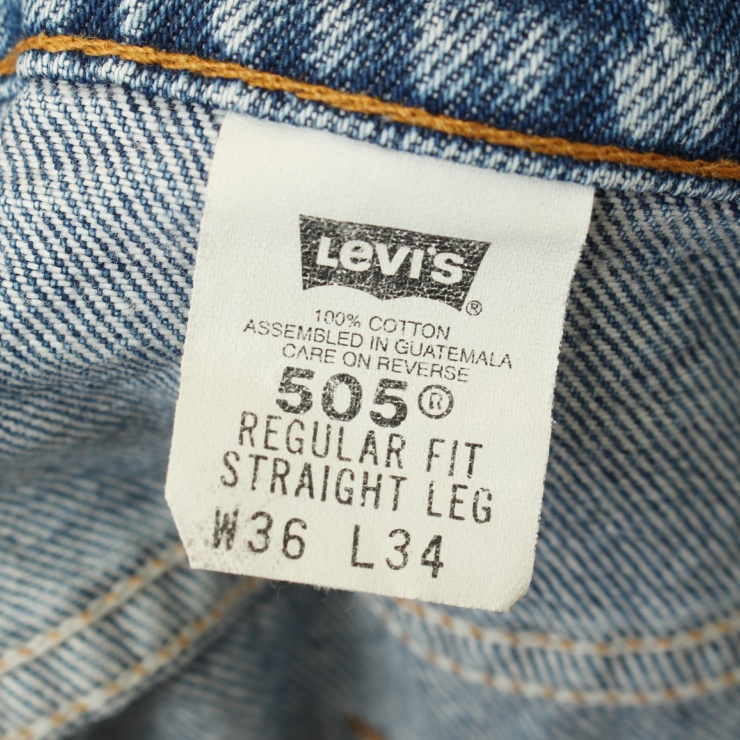 LEVI'S ®
100% COTTON
ASSEMBLED IN GUATEMALA
CARE ON REVERSE
505®
REGULAR FIT
STRAIGHT LEG
W36 L34